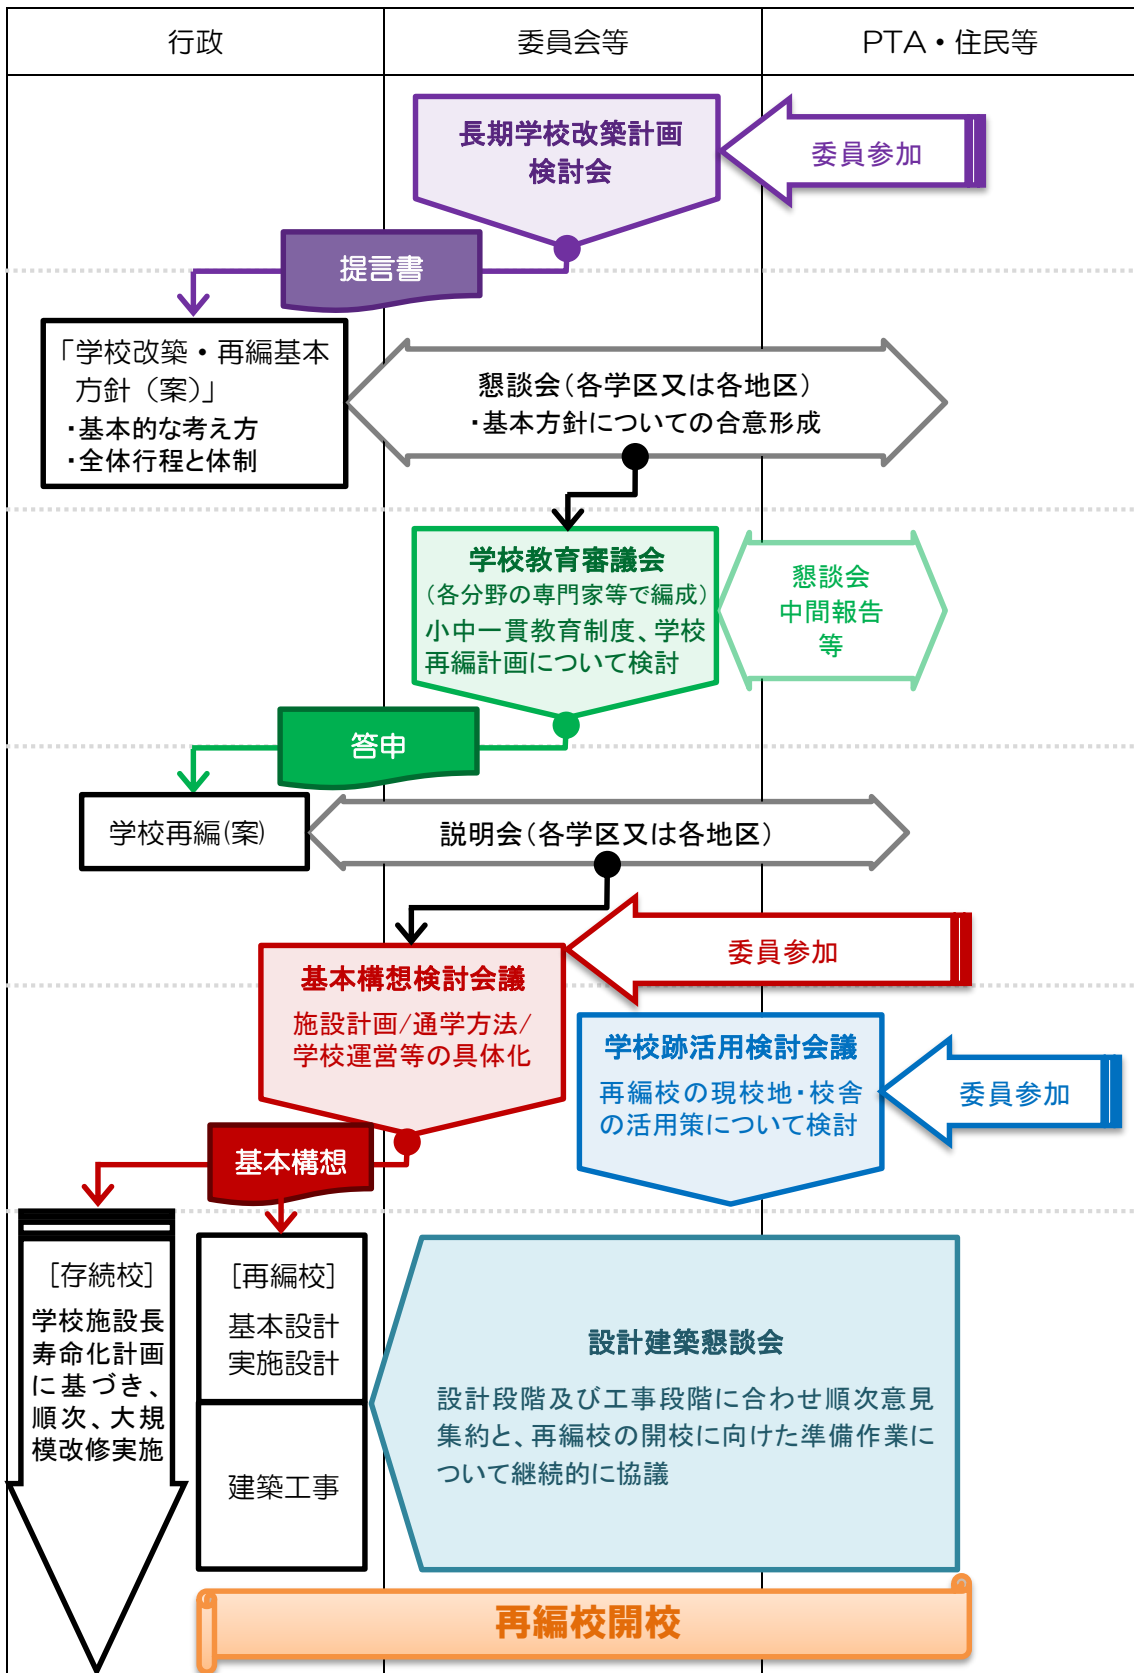 行政
委員会等
PTA・住民等
長期学校改築計画
検討会
委員参加
提言書
「学校改築・再編基本
方針（案）」
・基本的な考え方
・全体行程と体制
懇談会（各学区又は各地区）
・基本方針についての合意形成
学校教育審議会
（各分野の専門家等で編成）
小中一貫教育制度、学校
再編計画について検討
懇談会
中間報告
等
答申
学校再編(案)
説明会（各学区又は各地区）
基本構想検討会議
施設計画/通学方法/
学校運営等の具体化
委員参加
学校跡活用検討会議
再編校の現校地・校舎
の活用策について検討
委員参加
基本構想
［存続校］
学校施設長
寿命化計画
に基づき、
順次、大規
模改修実施
［再編校］
基本設計
実施設計
建築工事
設計建築懇談会
設計段階及び工事段階に合わせ順次意見
集約と、再編校の開校に向けた準備作業に
ついて継続的に協議
再編校開校